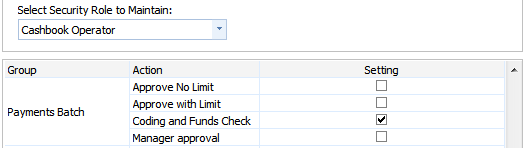 Select Security Role to Maintain:
Cashbook Operator
Group Action Setting
Approve No Limit
Approve with Limit
Payments Batch
Coding and Funds Check
Manager approval